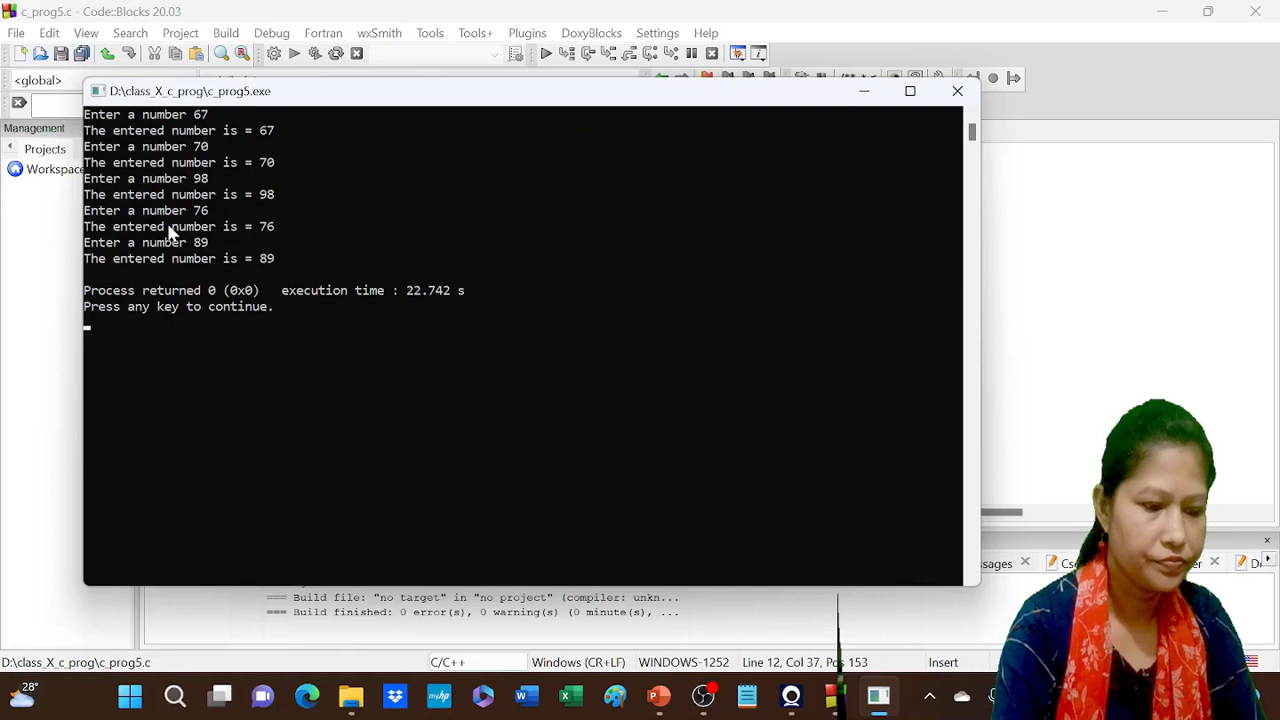 c_prog5.c - Code::Blocks 20.03
File Edit View Search Project Build Debug Fortran wxSmith Tools Tools+ Plugins DoxyBlocks Settings Help
<global>
D:\class_X_c_prog\c_prog5.exe
Management
Projects
Workspace
Enter a number 67
The entered number is = 67
Enter a number 70
The entered number is = 70
Enter a number 98
The entered number is = 98
Enter a number 76
The entered number is = 76
Enter a number 89
The entered number is = 89
Process returned 0 (0x0) execution time : 22.742 s
Press any key to continue.
=== Build file: "no target" in "no project" (compiler: unkn...
=== Build finished: 0 error(s), 0 warning(s) (0 minute(s), ...
D:\class_X_c_prog\c_prog5.c C/C++ Windows (CR+LF) WINDOWS-1252 Line 12, Col 37, Pos 153 Insert
28°